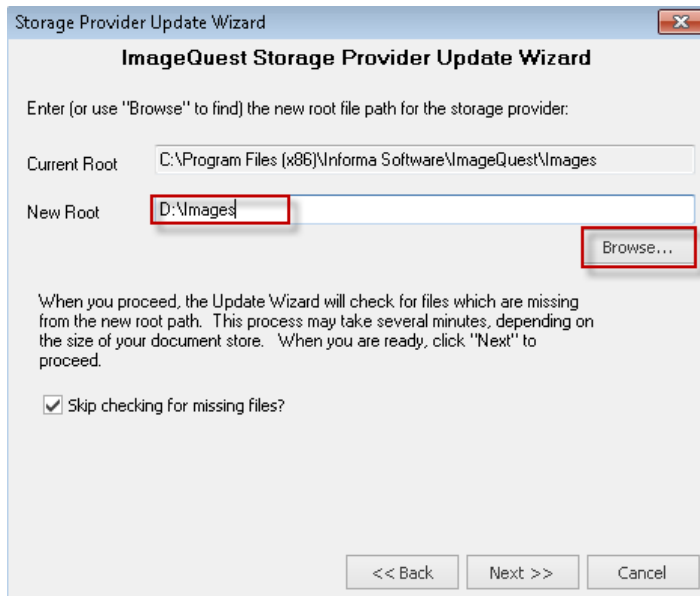 Storage Provider Update Wizard
ImageQuest Storage Provider Update Wizard
Enter (or use "Browse" to find) the new root file path for the storage provider:
Current Root C:\Program Files (x86)\Informa Software\ImageQuest\Images
New Root D:\Images
Browse...
When you proceed, the Update Wizard will check for files which are missing
from the new root path.  This process may take several minutes, depending on
the size of your document store.   When you are ready, click "Next" to
proceed.
Skip checking for missing files?
<< Back Next >> Cancel